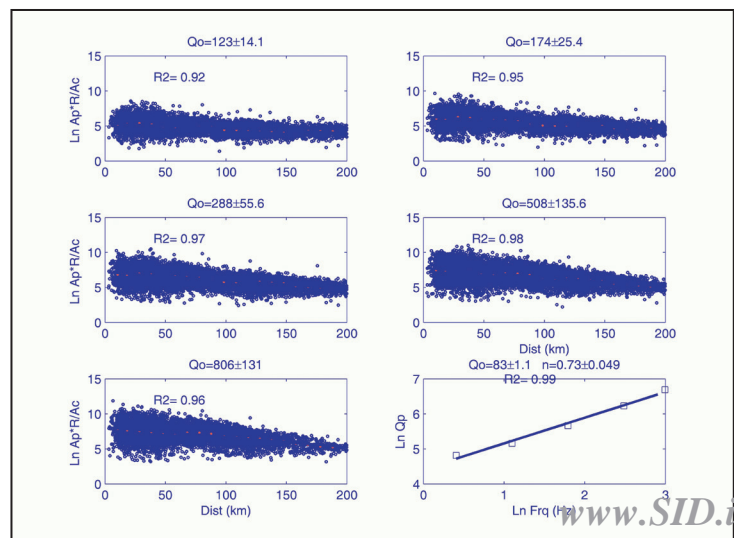 Qo=123±14.1
R2= 0.92
Ln Ap*R/Ac
15
10
5
0
0 50 100 150 200
Qo=174±25.4
R2= 0.95
Ln Ap*R/Ac
15
10
5
0
0 50 100 150 200
Qo=288±55.6
R2= 0.97
Ln Ap*R/Ac
15
10
5
0
0 50 100 150 200
Qo=508±135.6
R2= 0.98
Ln Ap*R/Ac
15
10
5
0
0 50 100 150 200
Dist (km)
Qo=806±131
R2= 0.96
Ln Ap*R/Ac
15
10
5
0
0 50 100 150 200
Dist (km)
Qo=83±1.1 n=0.73±0.049
R2= 0.99
Ln Qp
7
6
5
4
0 1 2 3
Ln Frq (Hz)
www.SID.i